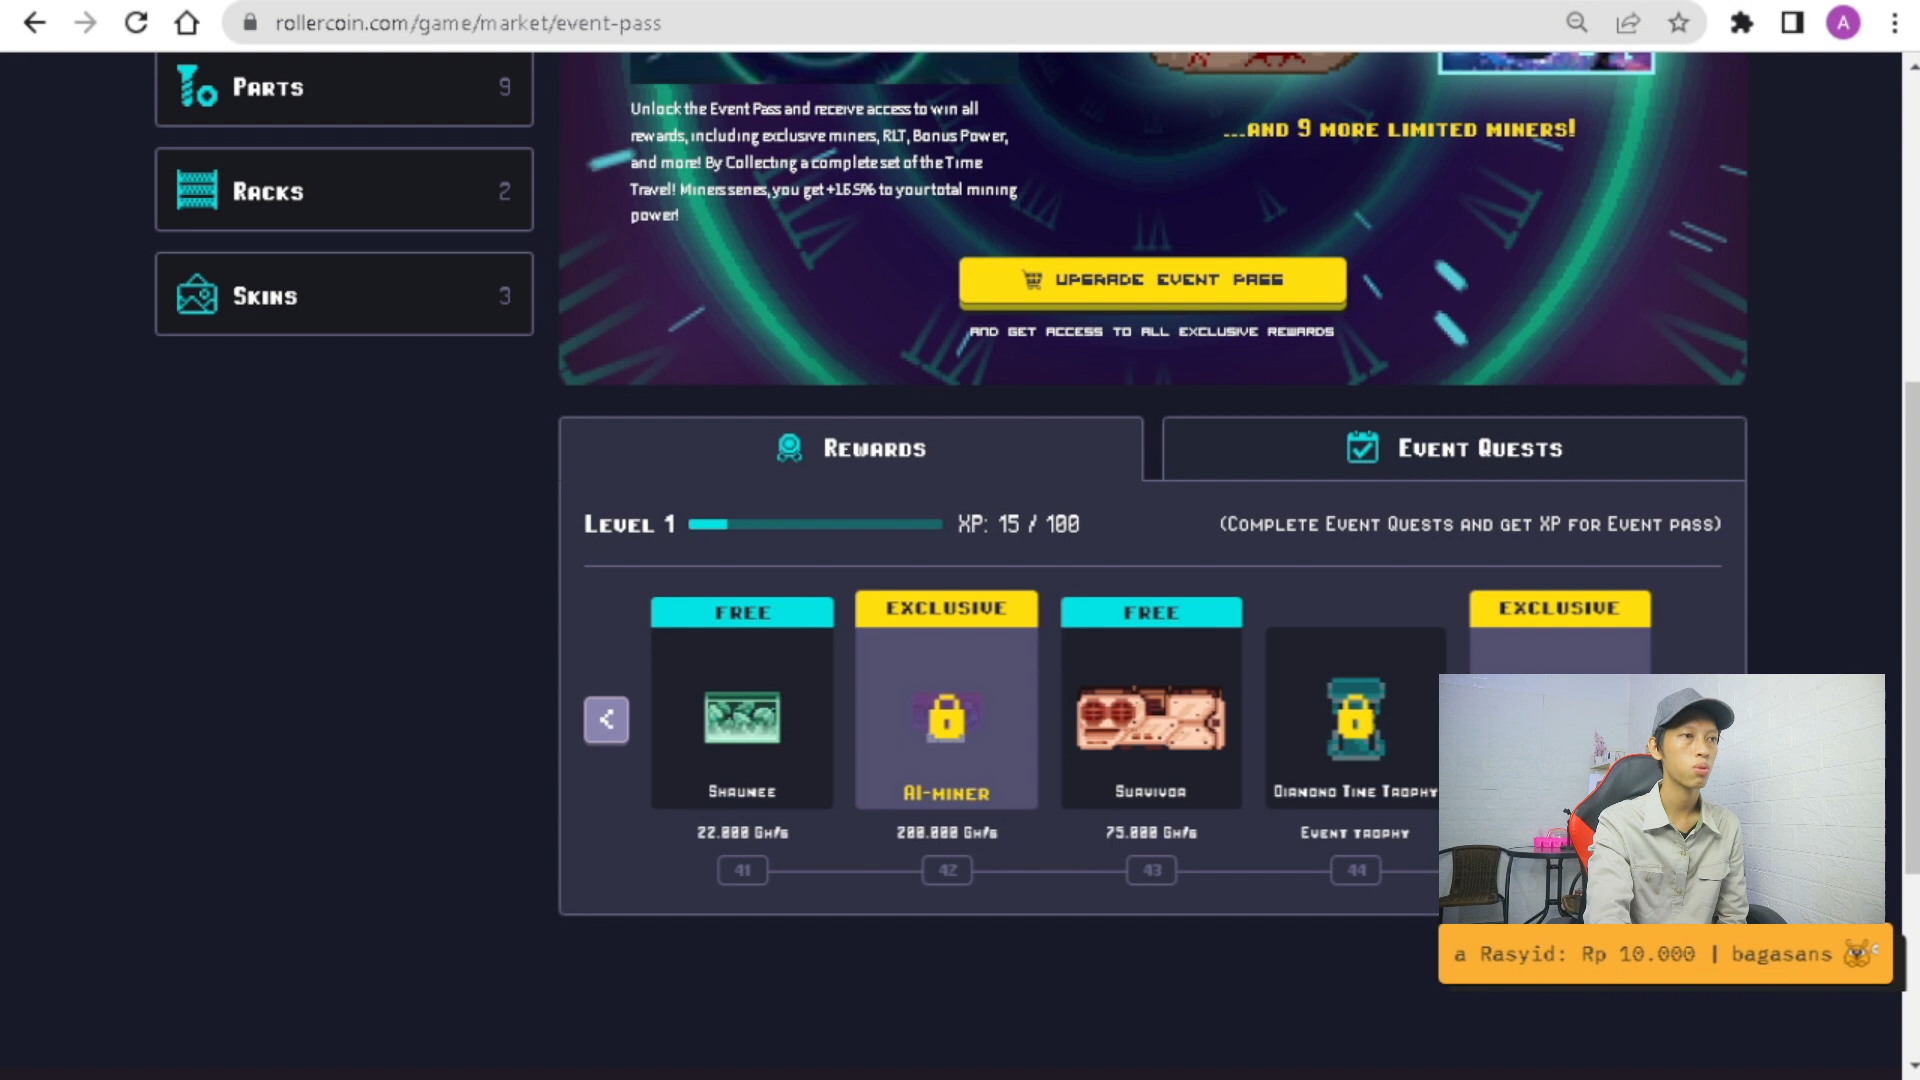 rollercoin.com/game/market/event-pass
A
Parts 9
Racks 2
Skins 3
Unlock the Event Pass and receive access to win all
rewards, including exclusive miners, RLT, Bonus Power,
and more! By Collecting a complete set of the Time
Travel! Miners series, you get +16.5% to your total mining
power!
...and 9 more limited miners!
UPGRADE EVENT PASS
AND GET ACCESS TO ALL EXCLUSIVE REWARDS
Rewards
Event Quests
Level 1 XP: 15 / 100 (Complete Event Quests and get XP for Event pass)
FREE EXCLUSIVE FREE EXCLUSIVE
Shaunee AI-miner Survivor Diamond Time Trophy
22.000 Gh/s 200.000 Gh/s 75.000 Gh/s Event trophy
41 42 43 44
a Rasyid: Rp 10.000 | bagasans